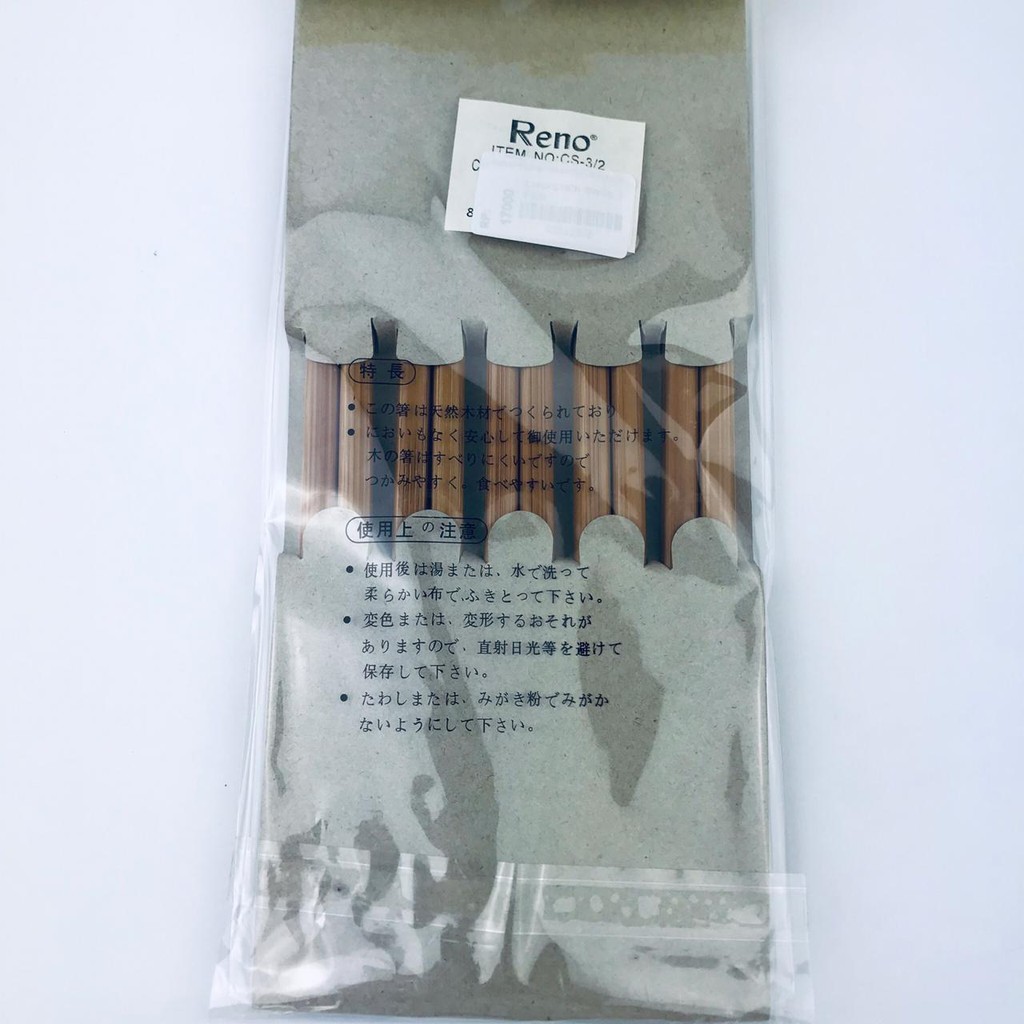 Reno®
ITEM NO:CS-3/2
特長
• この箸は天然木材でつくられており
• においもなく安心して御使用いただけます。
木の箸はすべりにくいですので
つかみやすく。食べやすいです。
使用上の注意
• 使用後は湯または、水で洗って
柔らかい布でふきとって下さい。
• 変色または、変形するおそれが
ありますので、直射日光等を避けて
保存して下さい。
• たわしまたは、みがき粉でみがか
ないようにして下さい。